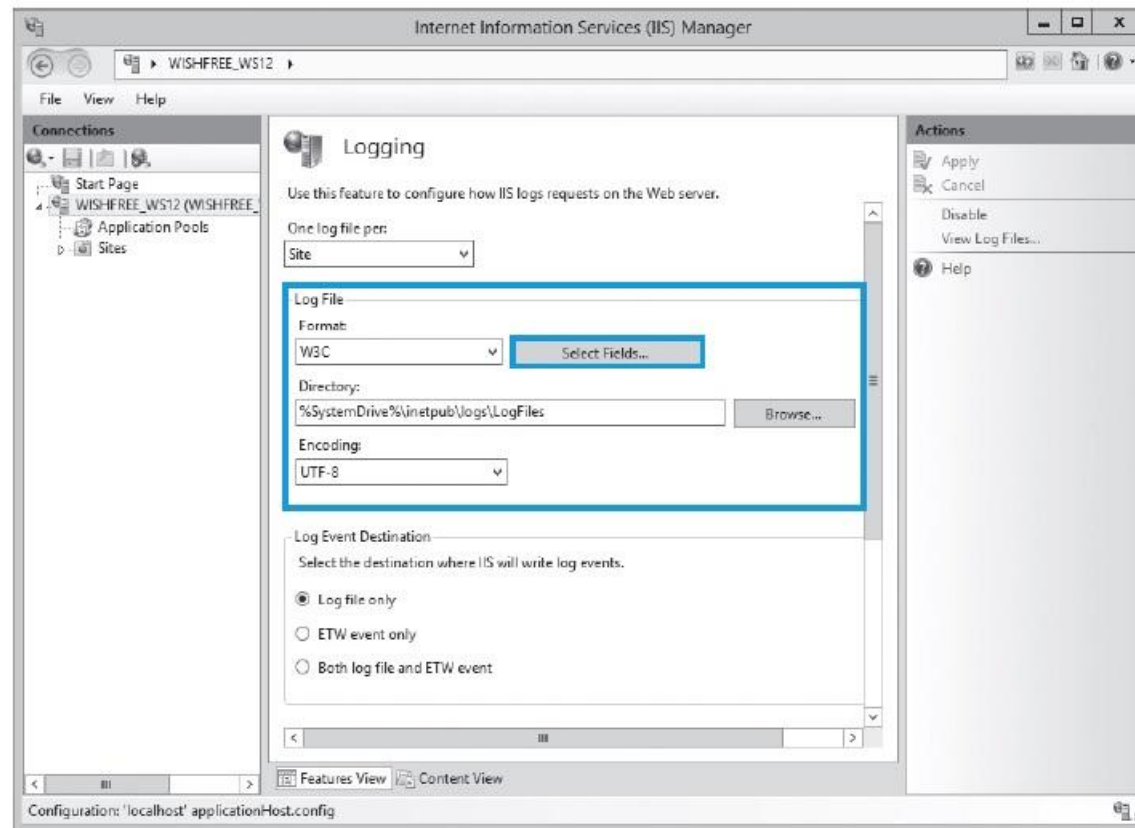 Internet Information Services (IIS) Manager
WISHFREE_WS12
File View Help
Connections
Start Page
WISHFREE_WS12 (WISHFREE_
Application Pools
Sites
Logging
Use this feature to configure how IIS logs requests on the Web server.
One log file per:
Site
Log File
Format:
W3C
Select Fields...
Directory:
%SystemDrive%\inetpub\logs\LogFiles
Browse...
Encoding:
UTF-8
Log Event Destination
Select the destination where IIS will write log events.
Log file only
ETW event only
Both log file and ETW event
Features View
Content View
Actions
Apply
Cancel
Disable
View Log Files...
Help
Configuration: 'localhost' applicationHost.config